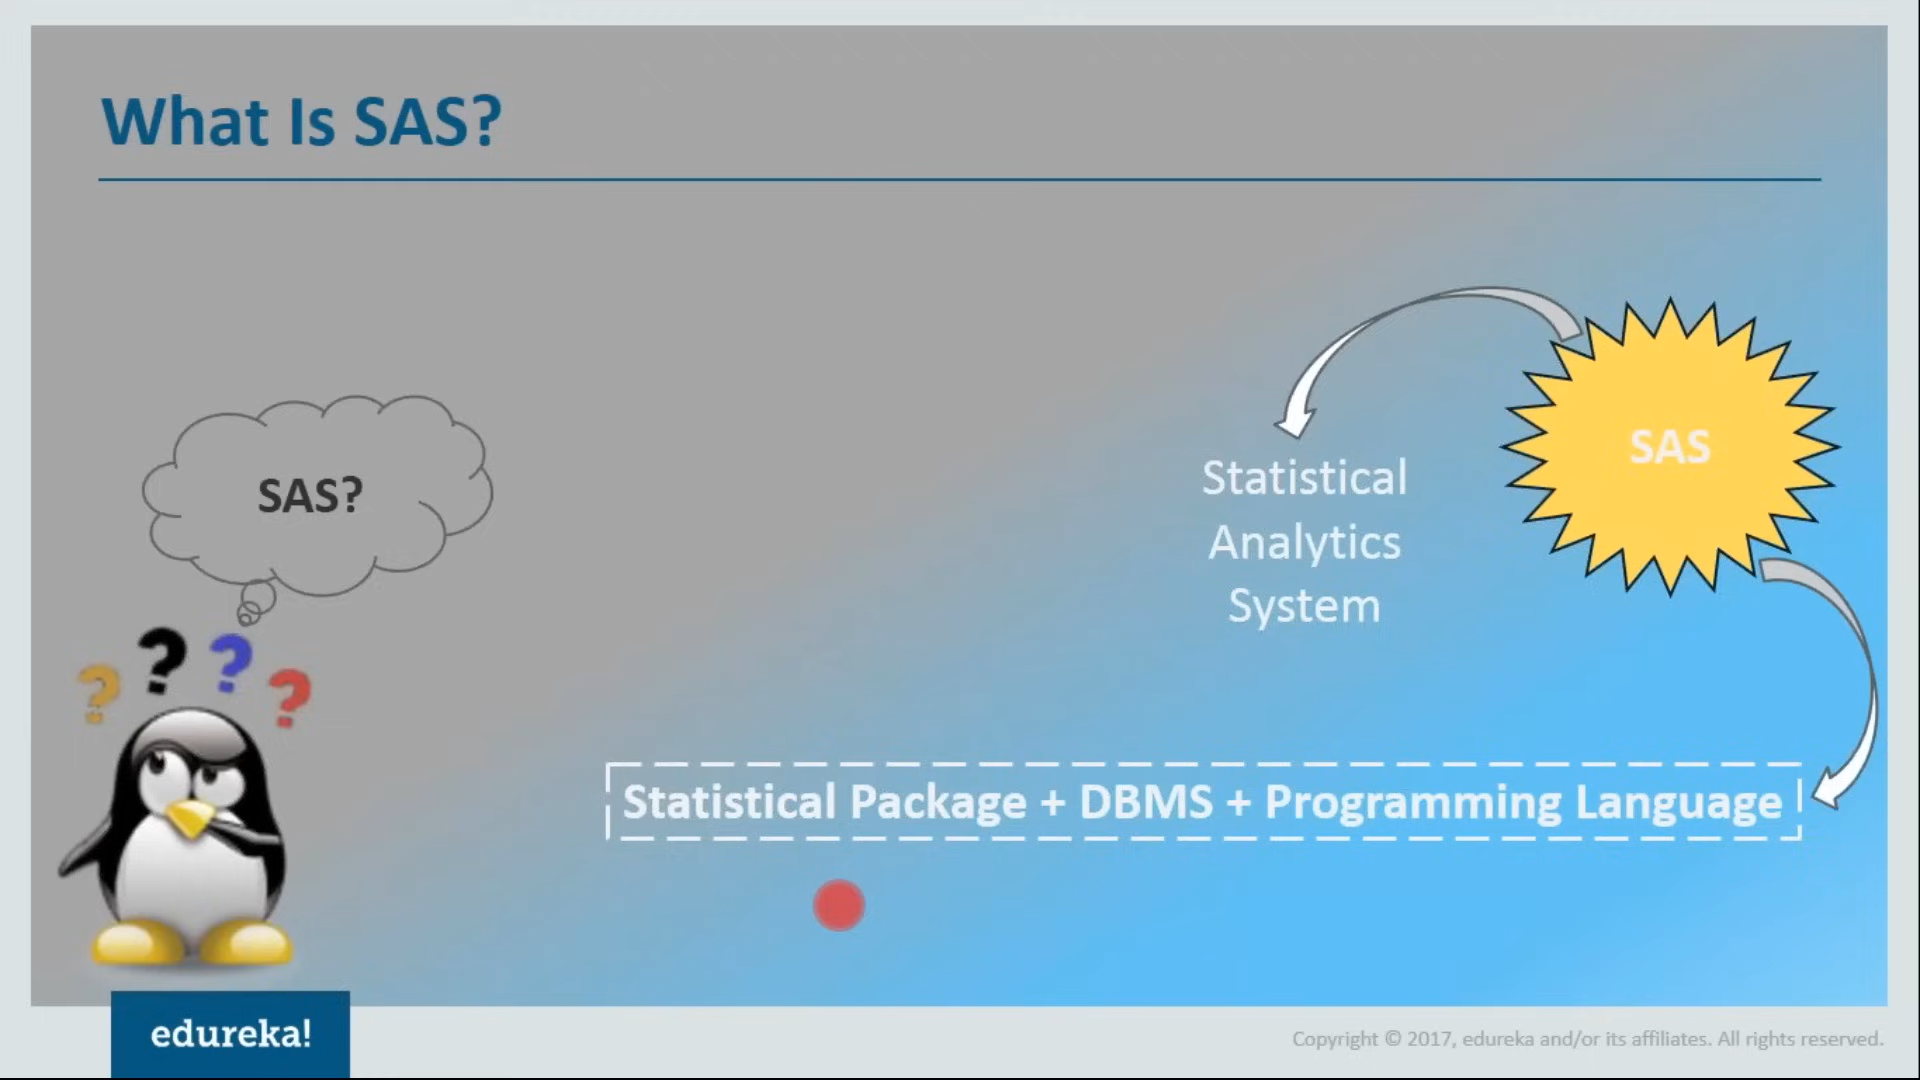 What Is SAS?
SAS?
? ? ? ?
SAS
Statistical
Analytics
System
Statistical Package + DBMS + Programming Language
edureka!
Copyright © 2017, edureka and/or its affiliates. All rights reserved.